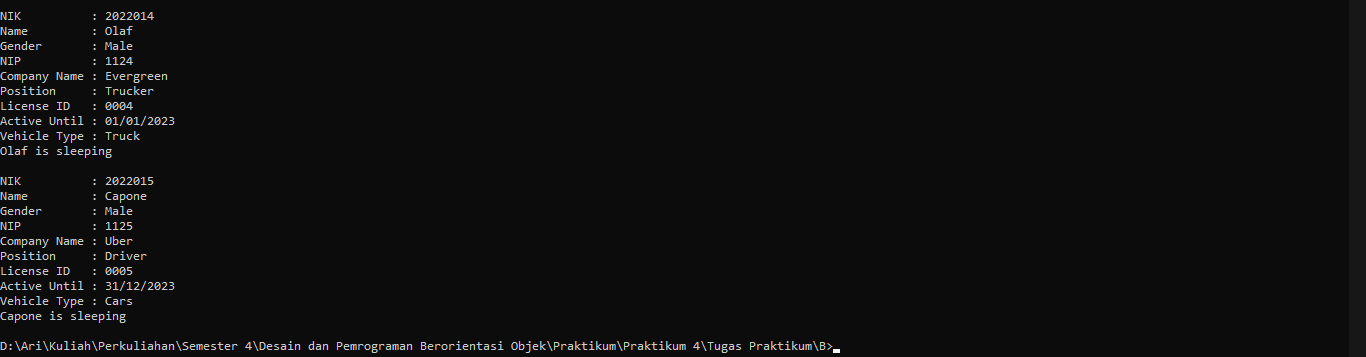 NIK          : 2022014
Name         : Olaf
Gender       : Male
NIP          : 1124
Company Name : Evergreen
Position     : Trucker
License ID   : 0004
Active Until : 01/01/2023
Vehicle Type : Truck
Olaf is sleeping
NIK          : 2022015
Name         : Capone
Gender       : Male
NIP          : 1125
Company Name : Uber
Position     : Driver
License ID   : 0005
Active Until : 31/12/2023
Vehicle Type : Cars
Capone is sleeping
D:\Ari\Kuliah\Perkuliahan\Semester 4\Desain dan Pemrograman Berorientasi Objek\Praktikum\Praktikum 4\Tugas Praktikum\B>